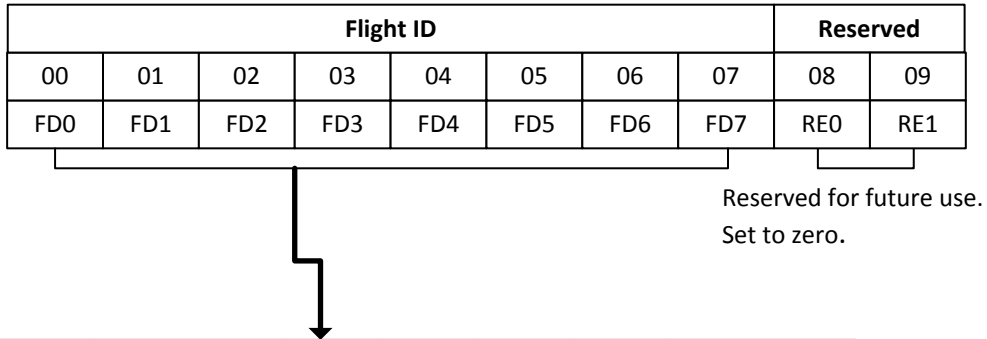 Flight ID Reserved
00 01 02 03 04 05 06 07 08 09
FD0 FD1 FD2 FD3 FD4 FD5 FD6 FD7 RE0 RE1
Reserved for future use.
Set to zero.